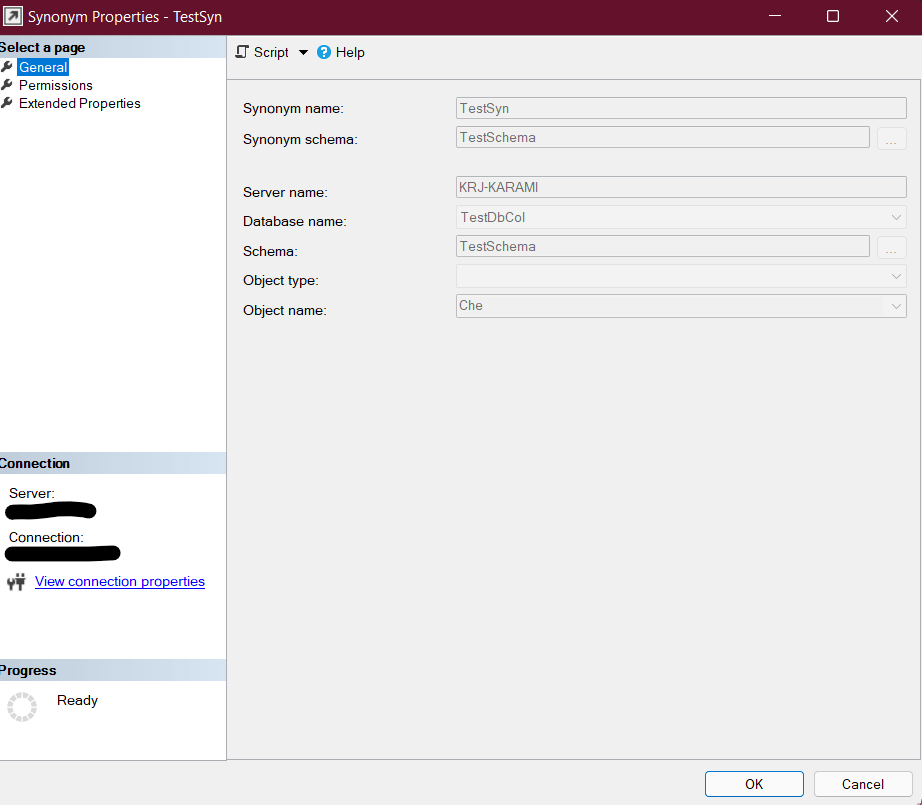 Synonym Properties - TestSyn
Select a page
General
Permissions
Extended Properties
Script
Help
Synonym name: TestSyn
Synonym schema: TestSchema ...
Server name: KRJ-KARAMI
Database name: TestDbCol
Schema: TestSchema ...
Object type:
Object name: Che
Connection
Server:
Connection:
View connection properties
Progress
Ready
OK Cancel